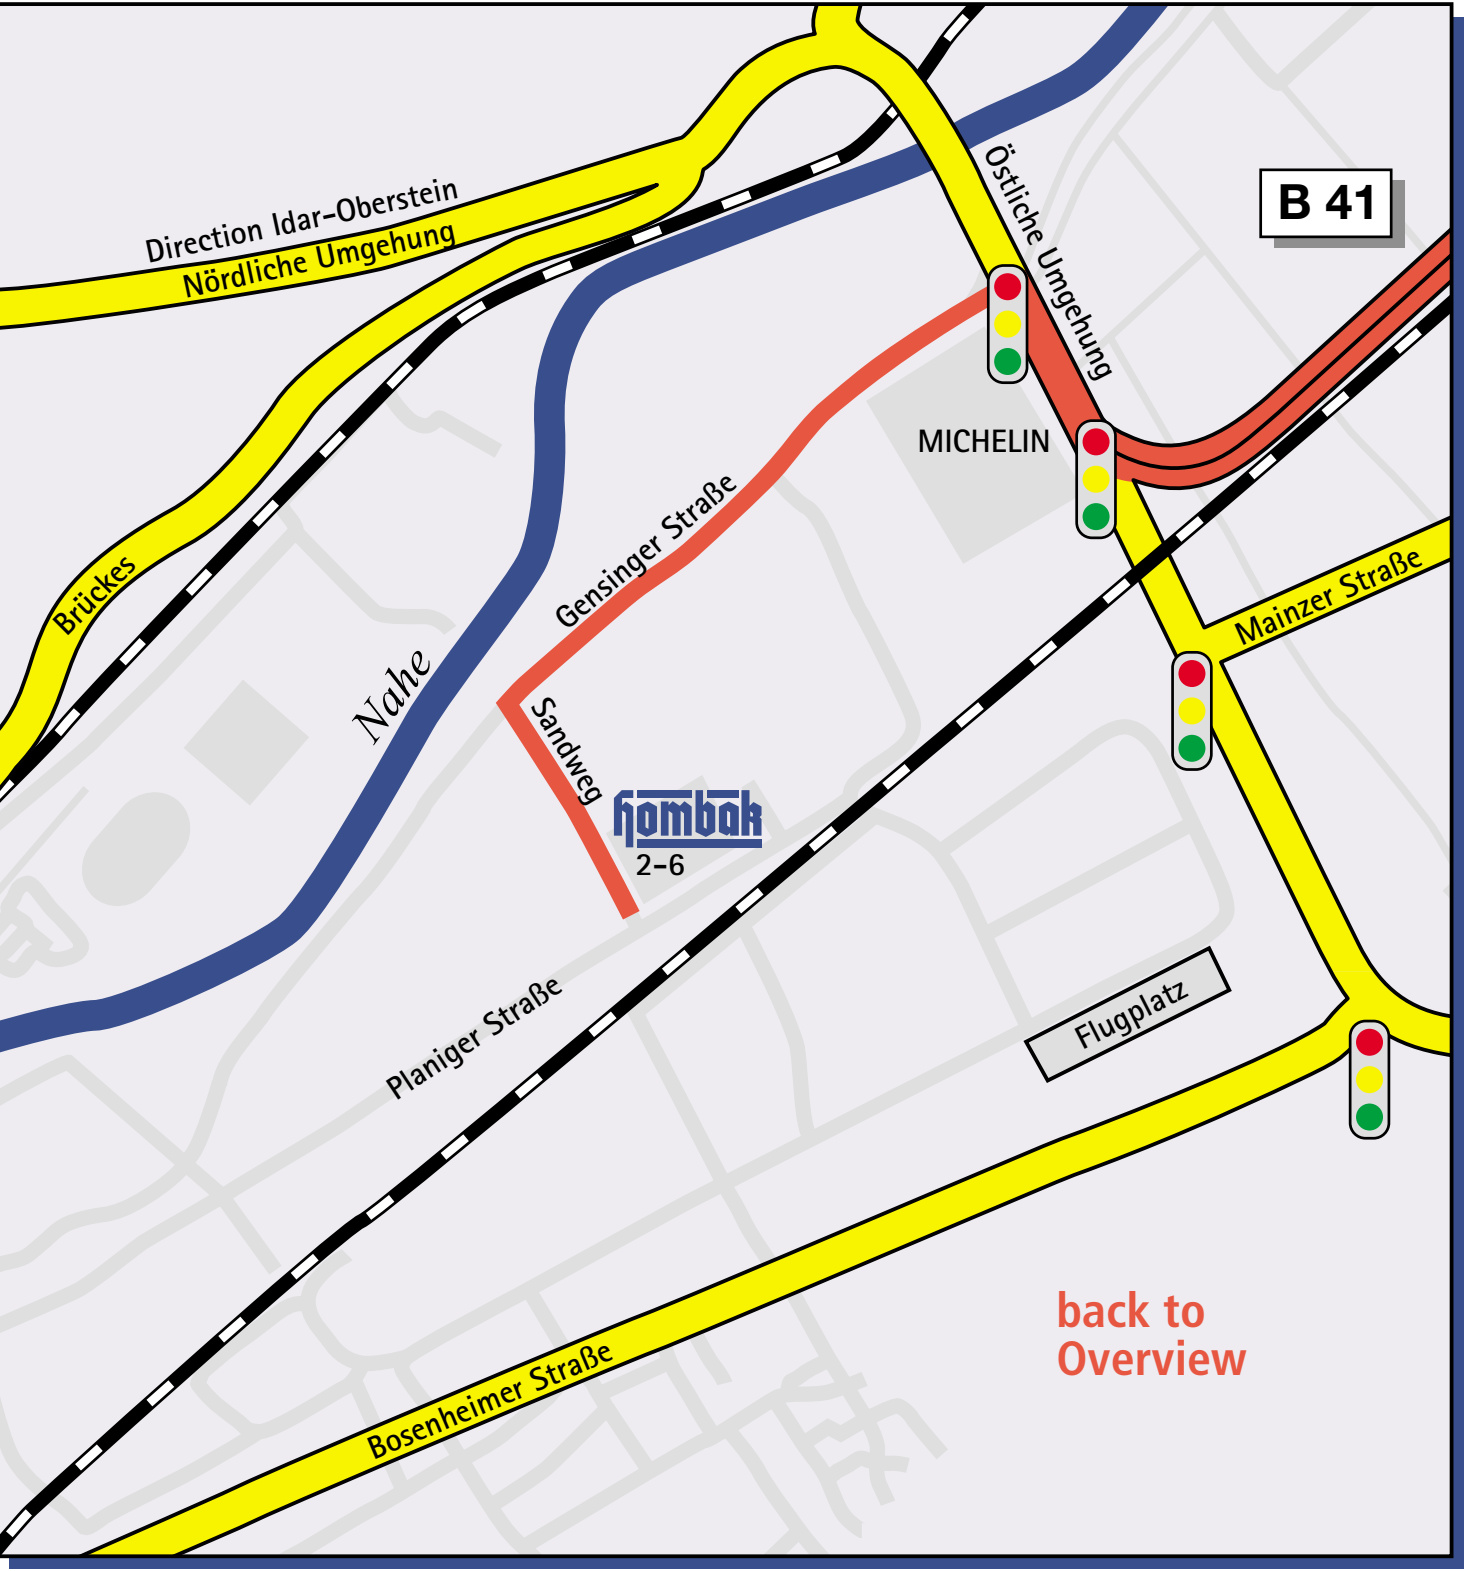 Direction Idar-Oberstein
Nördliche Umgehung
Östliche Umgehung
B 41
MICHELIN
Gensinger Straße
Brückes
Mainzer Straße
Nahe
Sandweg
hombak
2-6
Planiger Straße
Flugplatz
back to
Overview
Bosenheimer Straße